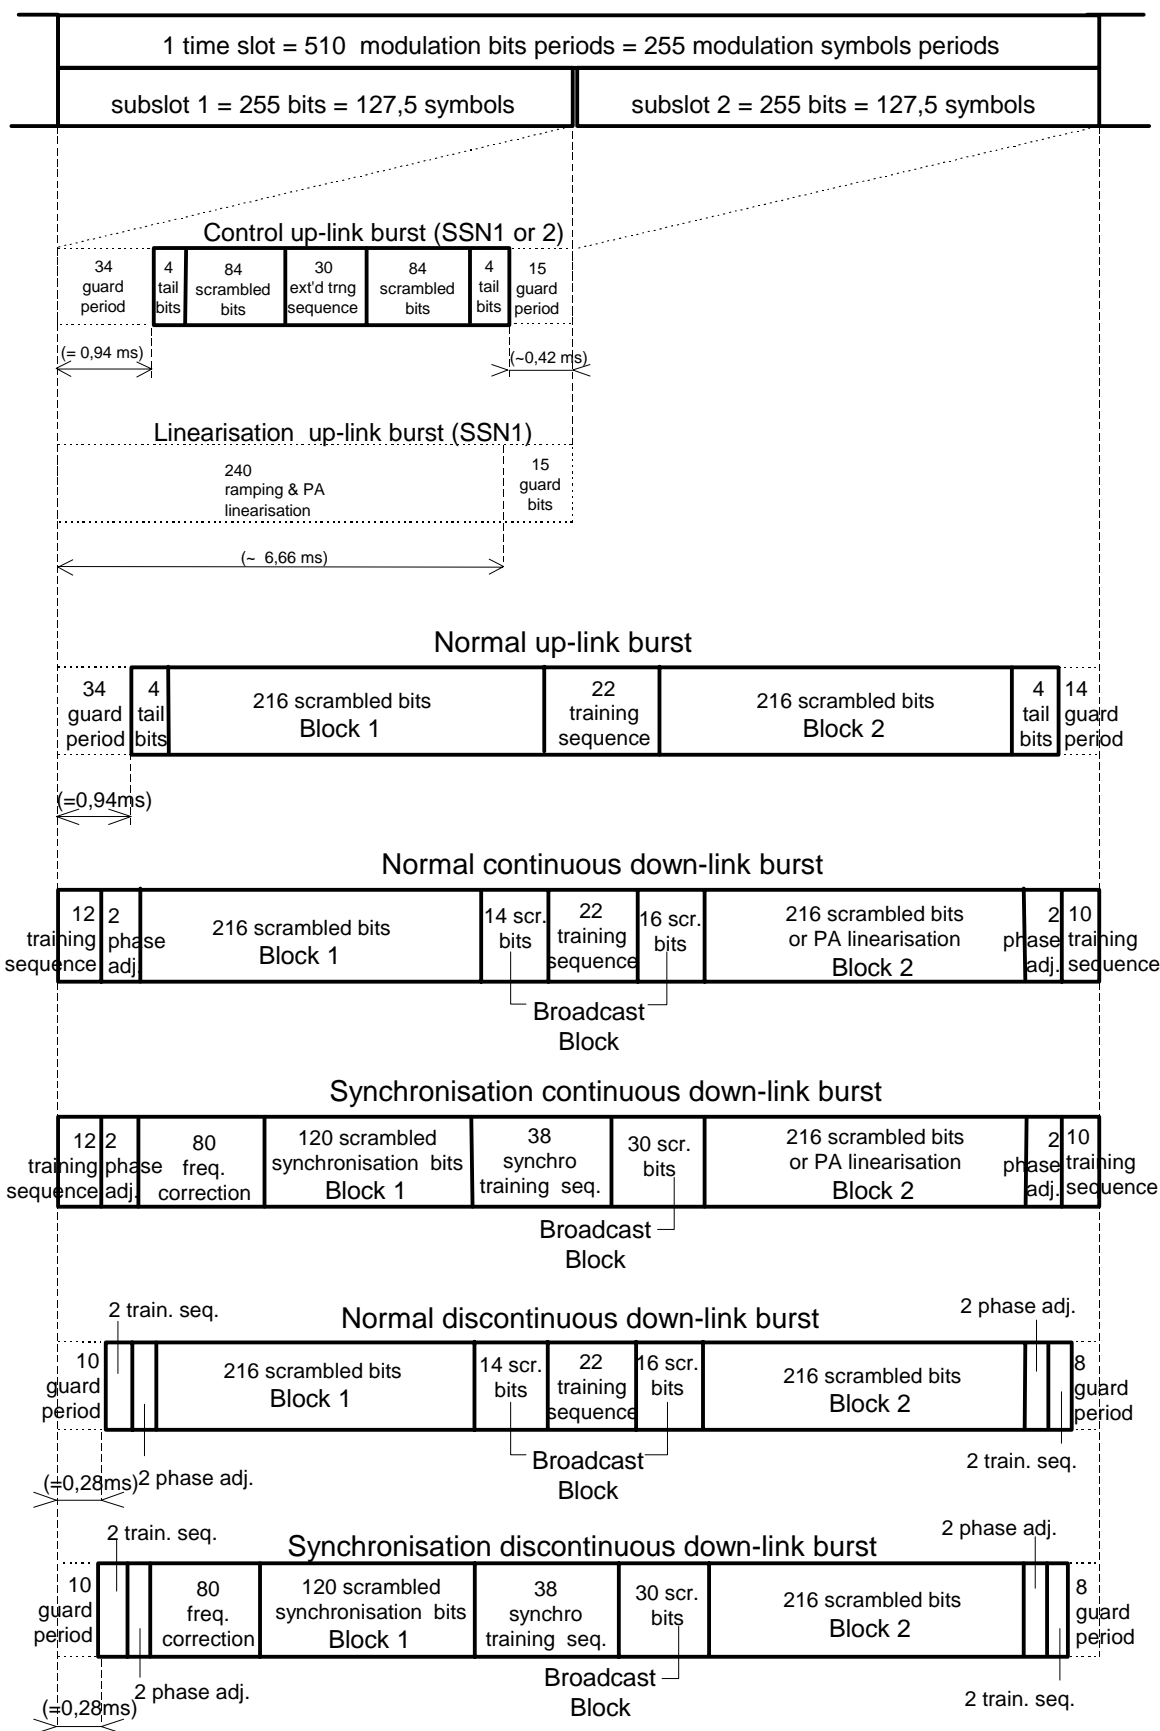 1 time slot = 510 modulation bits periods = 255 modulation symbols periods
subslot 1 = 255 bits = 127,5 symbols
subslot 2 = 255 bits = 127,5 symbols
Control up-link burst (SSN1 or 2)
34
guard
period
4
tail
bits
84
scrambled
bits
30
ext'd trng
sequence
84
scrambled
bits
4
tail
bits
15
guard
period
(= 0,94 ms)
(~0,42 ms)
Linearisation up-link burst (SSN1)
240
ramping & PA
linearisation
15
guard
bits
(~ 6,66 ms)
Normal up-link burst
34
guard
period
4
tail
bits
216 scrambled bits
Block 1
22
training
sequence
216 scrambled bits
Block 2
4
tail
bits
14
guard
period
(=0,94ms)
Normal continuous down-link burst
12
training
sequence
2
phase
adj.
216 scrambled bits
Block 1
14 scr.
bits
22
training
sequence
16 scr.
bits
216 scrambled bits
or PA linearisation
Block 2
2
phase
adj.
10
training
sequence
Broadcast
Block
Synchronisation continuous down-link burst
12
training
sequence
2
phase
adj.
80
freq.
correction
120 scrambled
synchronisation bits
Block 1
38
synchro
training seq.
30 scr.
bits
216 scrambled bits
or PA linearisation
Block 2
2
phase
adj.
10
training
sequence
Broadcast
Block
Normal discontinuous down-link burst
2 train. seq.
2 phase adj.
10
guard
period
216 scrambled bits
Block 1
14 scr.
bits
22
training
sequence
16 scr.
bits
216 scrambled bits
Block 2
8
guard
period
Broadcast
Block
2 train. seq.
(=0,28ms)
2 phase adj.
Synchronisation discontinuous down-link burst
2 train. seq.
2 phase adj.
10
guard
period
80
freq.
correction
120 scrambled
synchronisation bits
Block 1
38
synchro
training seq.
30 scr.
bits
216 scrambled bits
Block 2
8
guard
period
Broadcast
Block
2 phase adj.
2 train. seq.
(=0,28ms)